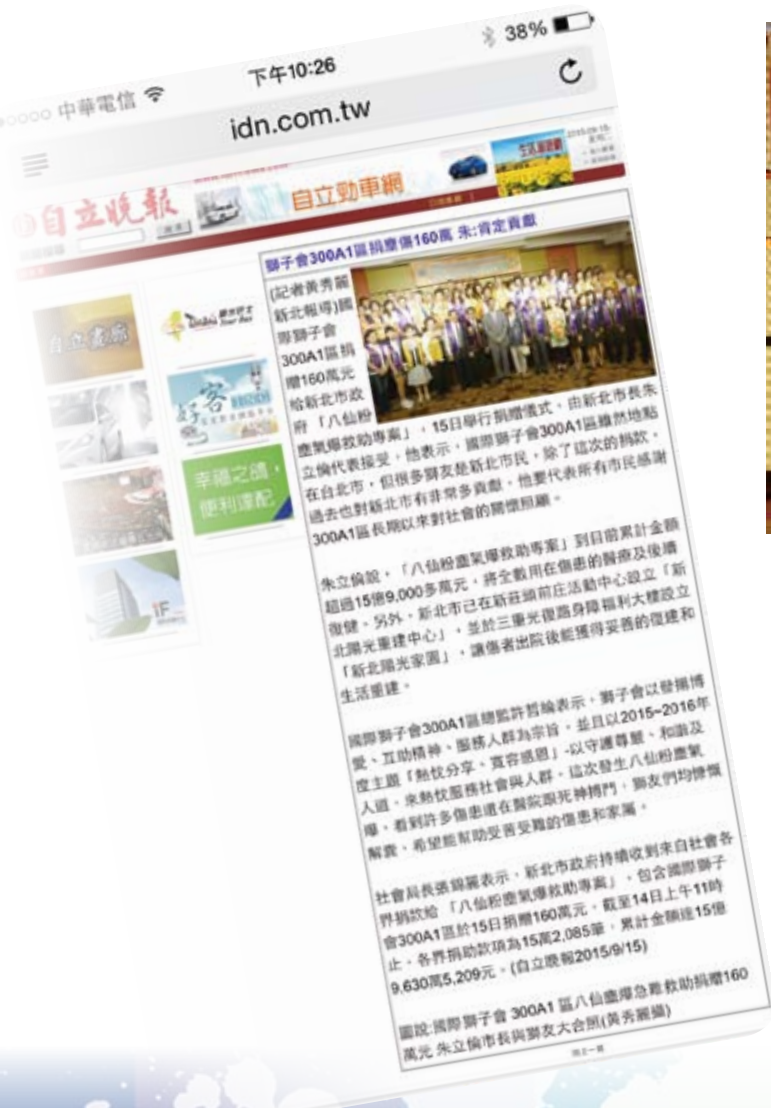 中華電信
下午10:26
38%
idn.com.tw
自立晚報
自立勁車網
生活旅遊網
獅子會300A1區捐塵傷160萬 朱:肯定貢獻
(記者黃秀麗
新北報導)國
際獅子會
300A1區捐
贈160萬元
給新北市政
府「八仙粉
塵氣爆救助專案」，15日舉行捐贈儀式，由新北市長朱
立倫代表接受，他表示，國際獅子會300A1區雖然地點
在台北市，但很多獅友是新北市民，除了這次的捐款，
過去也對新北市有非常多貢獻，他要代表所有市民感謝
300A1區長期以來對社會的關懷照顧。
朱立倫說，「八仙粉塵氣爆救助專案」到目前累計金額
超過15億9,000多萬元，將全數用在傷患的醫療及後續
復健。另外，新北市已在新莊頭前庄活動中心設立「新
北陽光重建中心」，並於三重光復路身障福利大樓設立
「新北陽光家園」，讓傷者出院後能獲得妥善的復建和
生活重建。
國際獅子會300A1區總監許哲綸表示，獅子會以發揚博
愛、互助精神、服務人群為宗旨，並且以2015~2016年
度主題「熱忱分享、寬容感恩」-以守護尊嚴、和諧及
人道，來熱忱服務社會與人群。這次發生八仙粉塵氣
爆，看到許多傷患還在醫院跟死神搏鬥，獅友們均慷慨
解囊，希望能幫助受苦受難的傷患和家屬。
社會局長張錦麗表示，新北市政府持續收到來自社會各
界捐款給「八仙粉塵氣爆救助專案」，包含國際獅子
會300A1區於15日捐贈160萬元，截至14日上午11時
止，各界捐助款項為15萬2,085筆，累計金額達15億
9,630萬5,209元。(自立晚報2015/9/15)
圖說:國際獅子會 300A1 區八仙塵爆急難救助捐贈160
萬元 朱立倫市長與獅友大合照(黃秀麗攝)
回上一頁
自立畫廊
Tour Bus
好客
幸福之鴿，
便利速配
iF